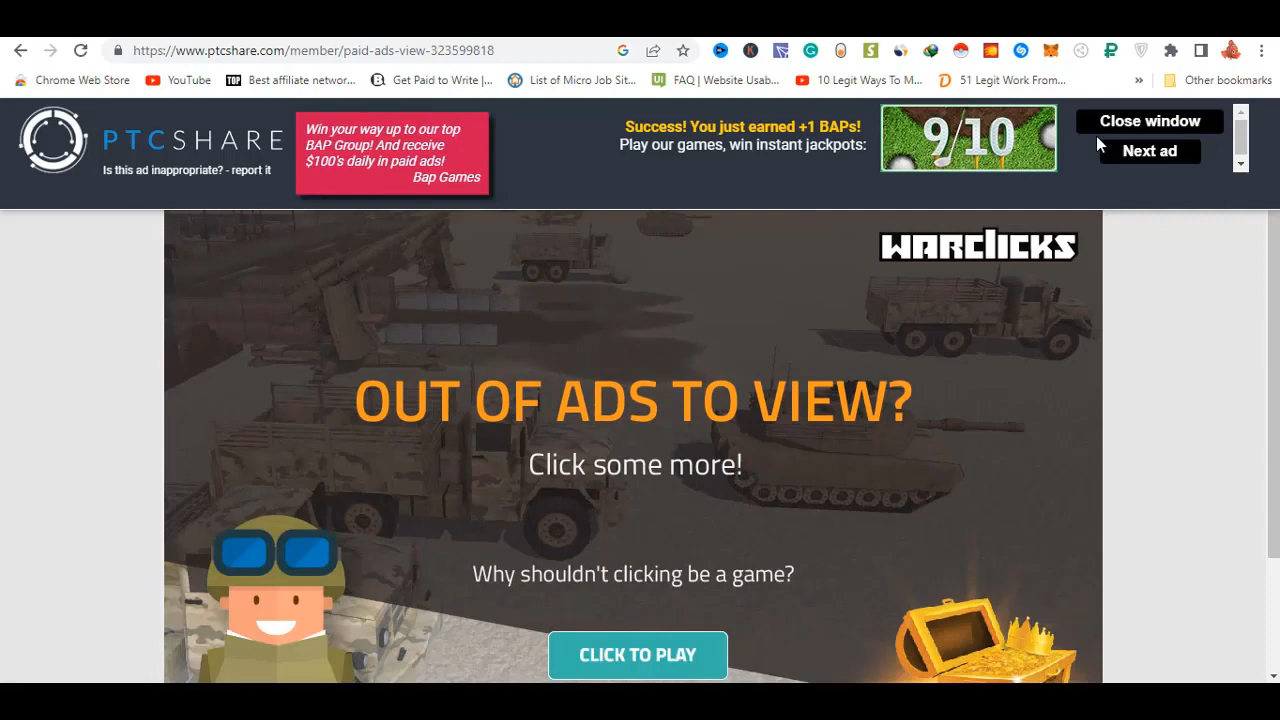 https://www.ptcshare.com/member/paid-ads-view-323599818
Chrome Web Store
YouTube
TOP
Best affiliate networ...
Get Paid to Write |...
List of Micro Job Sit...
UI
FAQ | Website Usab...
10 Legit Ways To M...
51 Legit Work From...
»
Other bookmarks
PTCSHARE
Is this ad inappropriate? - report it
Win your way up to our top
BAP Group! And receive
$100's daily in paid ads!
Bap Games
Success! You just earned +1 BAPs!
Play our games, win instant jackpots:
9/10
Close window
Next ad
WARCLICKS
OUT OF ADS TO VIEW?
Click some more!
Why shouldn't clicking be a game?
CLICK TO PLAY